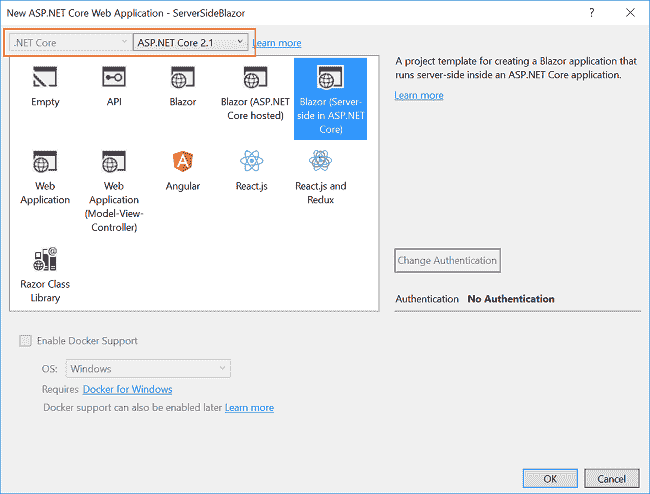 New ASP.NET Core Web Application - ServerSideBlazor
.NET Core
ASP.NET Core 2.1
Learn more
Empty
API
Blazor
Blazor (ASP.NET
Core hosted)
Blazor (Server-
side in ASP.NET
Core)
Web
Application
Web
Application
(Model-View-
Controller)
Angular
React.js
React.js and
Redux
Razor Class
Library
A project template for creating a Blazor application that
runs server-side inside an ASP.NET Core application.
Learn more
Change Authentication
Authentication No Authentication
Enable Docker Support
OS: Windows
Requires Docker for Windows
Docker support can also be enabled later Learn more
OK
Cancel